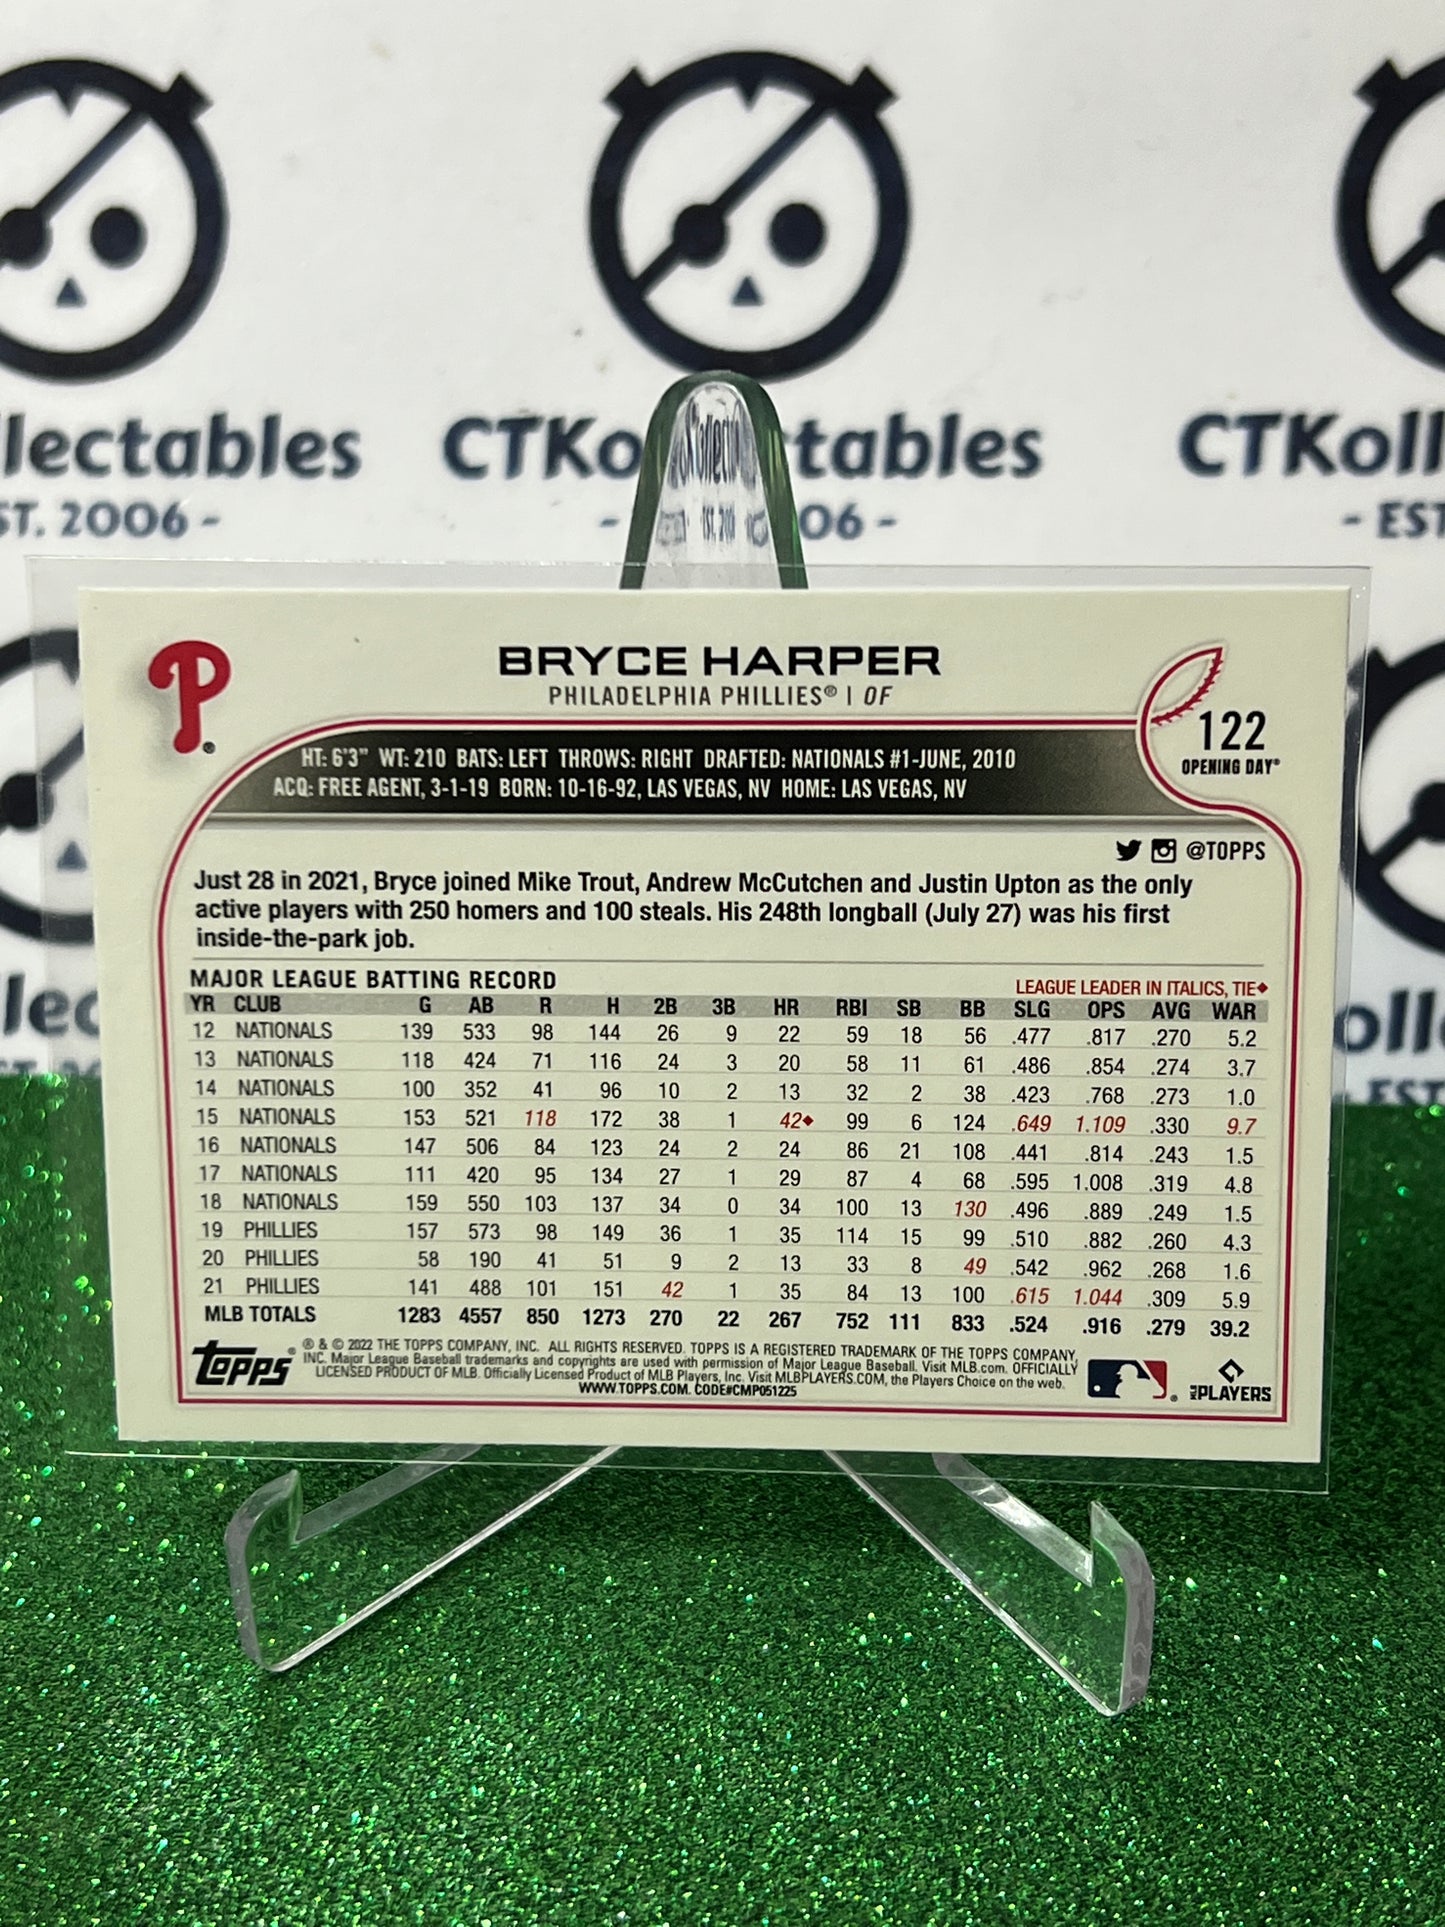 llectables CTKo tables CTKoll
ST. 2006 - - 06 - - EST
BRYCE HARPER
PHILADELPHIA PHILLIES® | OF
122
OPENING DAY®
HT: 6'3" WT: 210 BATS: LEFT THROWS: RIGHT DRAFTED: NATIONALS #1-JUNE, 2010
ACQ: FREE AGENT, 3-1-19 BORN: 10-16-92, LAS VEGAS, NV HOME: LAS VEGAS, NV
@TOPPS
Just 28 in 2021, Bryce joined Mike Trout, Andrew McCutchen and Justin Upton as the only
active players with 250 homers and 100 steals. His 248th longball (July 27) was his first
inside-the-park job.
MAJOR LEAGUE BATTING RECORD LEAGUE LEADER IN ITALICS, TIE◆
YR CLUB G AB R H 2B 3B HR RBI SB BB SLG OPS AVG WAR
12 NATIONALS 139 533 98 144 26 9 22 59 18 56 .477 .817 .270 5.2
13 NATIONALS 118 424 71 116 24 3 20 58 11 61 .486 .854 .274 3.7
14 NATIONALS 100 352 41 96 10 2 13 32 2 38 .423 .768 .273 1.0
15 NATIONALS 153 521 118 172 38 1 42◆ 99 6 124 .649 1.109 .330 9.7
16 NATIONALS 147 506 84 123 24 2 24 86 21 108 .441 .814 .243 1.5
17 NATIONALS 111 420 95 134 27 1 29 87 4 68 .595 1.008 .319 4.8
18 NATIONALS 159 550 103 137 34 0 34 100 13 130 .496 .889 .249 1.5
19 PHILLIES 157 573 98 149 36 1 35 114 15 99 .510 .882 .260 4.3
20 PHILLIES 58 190 41 51 9 2 13 33 8 49 .542 .962 .268 1.6
21 PHILLIES 141 488 101 151 42 1 35 84 13 100 .615 1.044 .309 5.9
MLB TOTALS 1283 4557 850 1273 270 22 267 752 111 833 .524 .916 .279 39.2
Topps®
® & © 2022 THE TOPPS COMPANY, INC. ALL RIGHTS RESERVED. TOPPS IS A REGISTERED TRADEMARK OF THE TOPPS COMPANY,
INC. Major League Baseball trademarks and copyrights are used with permission of Major League Baseball. Visit MLB.com. OFFICIALLY
LICENSED PRODUCT OF MLB. Officially Licensed Product of MLB Players, Inc. Visit MLBPLAYERS.COM, the Players Choice on the web.
WWW.TOPPS.COM. CODE#CMP051225
MLB PLAYERS